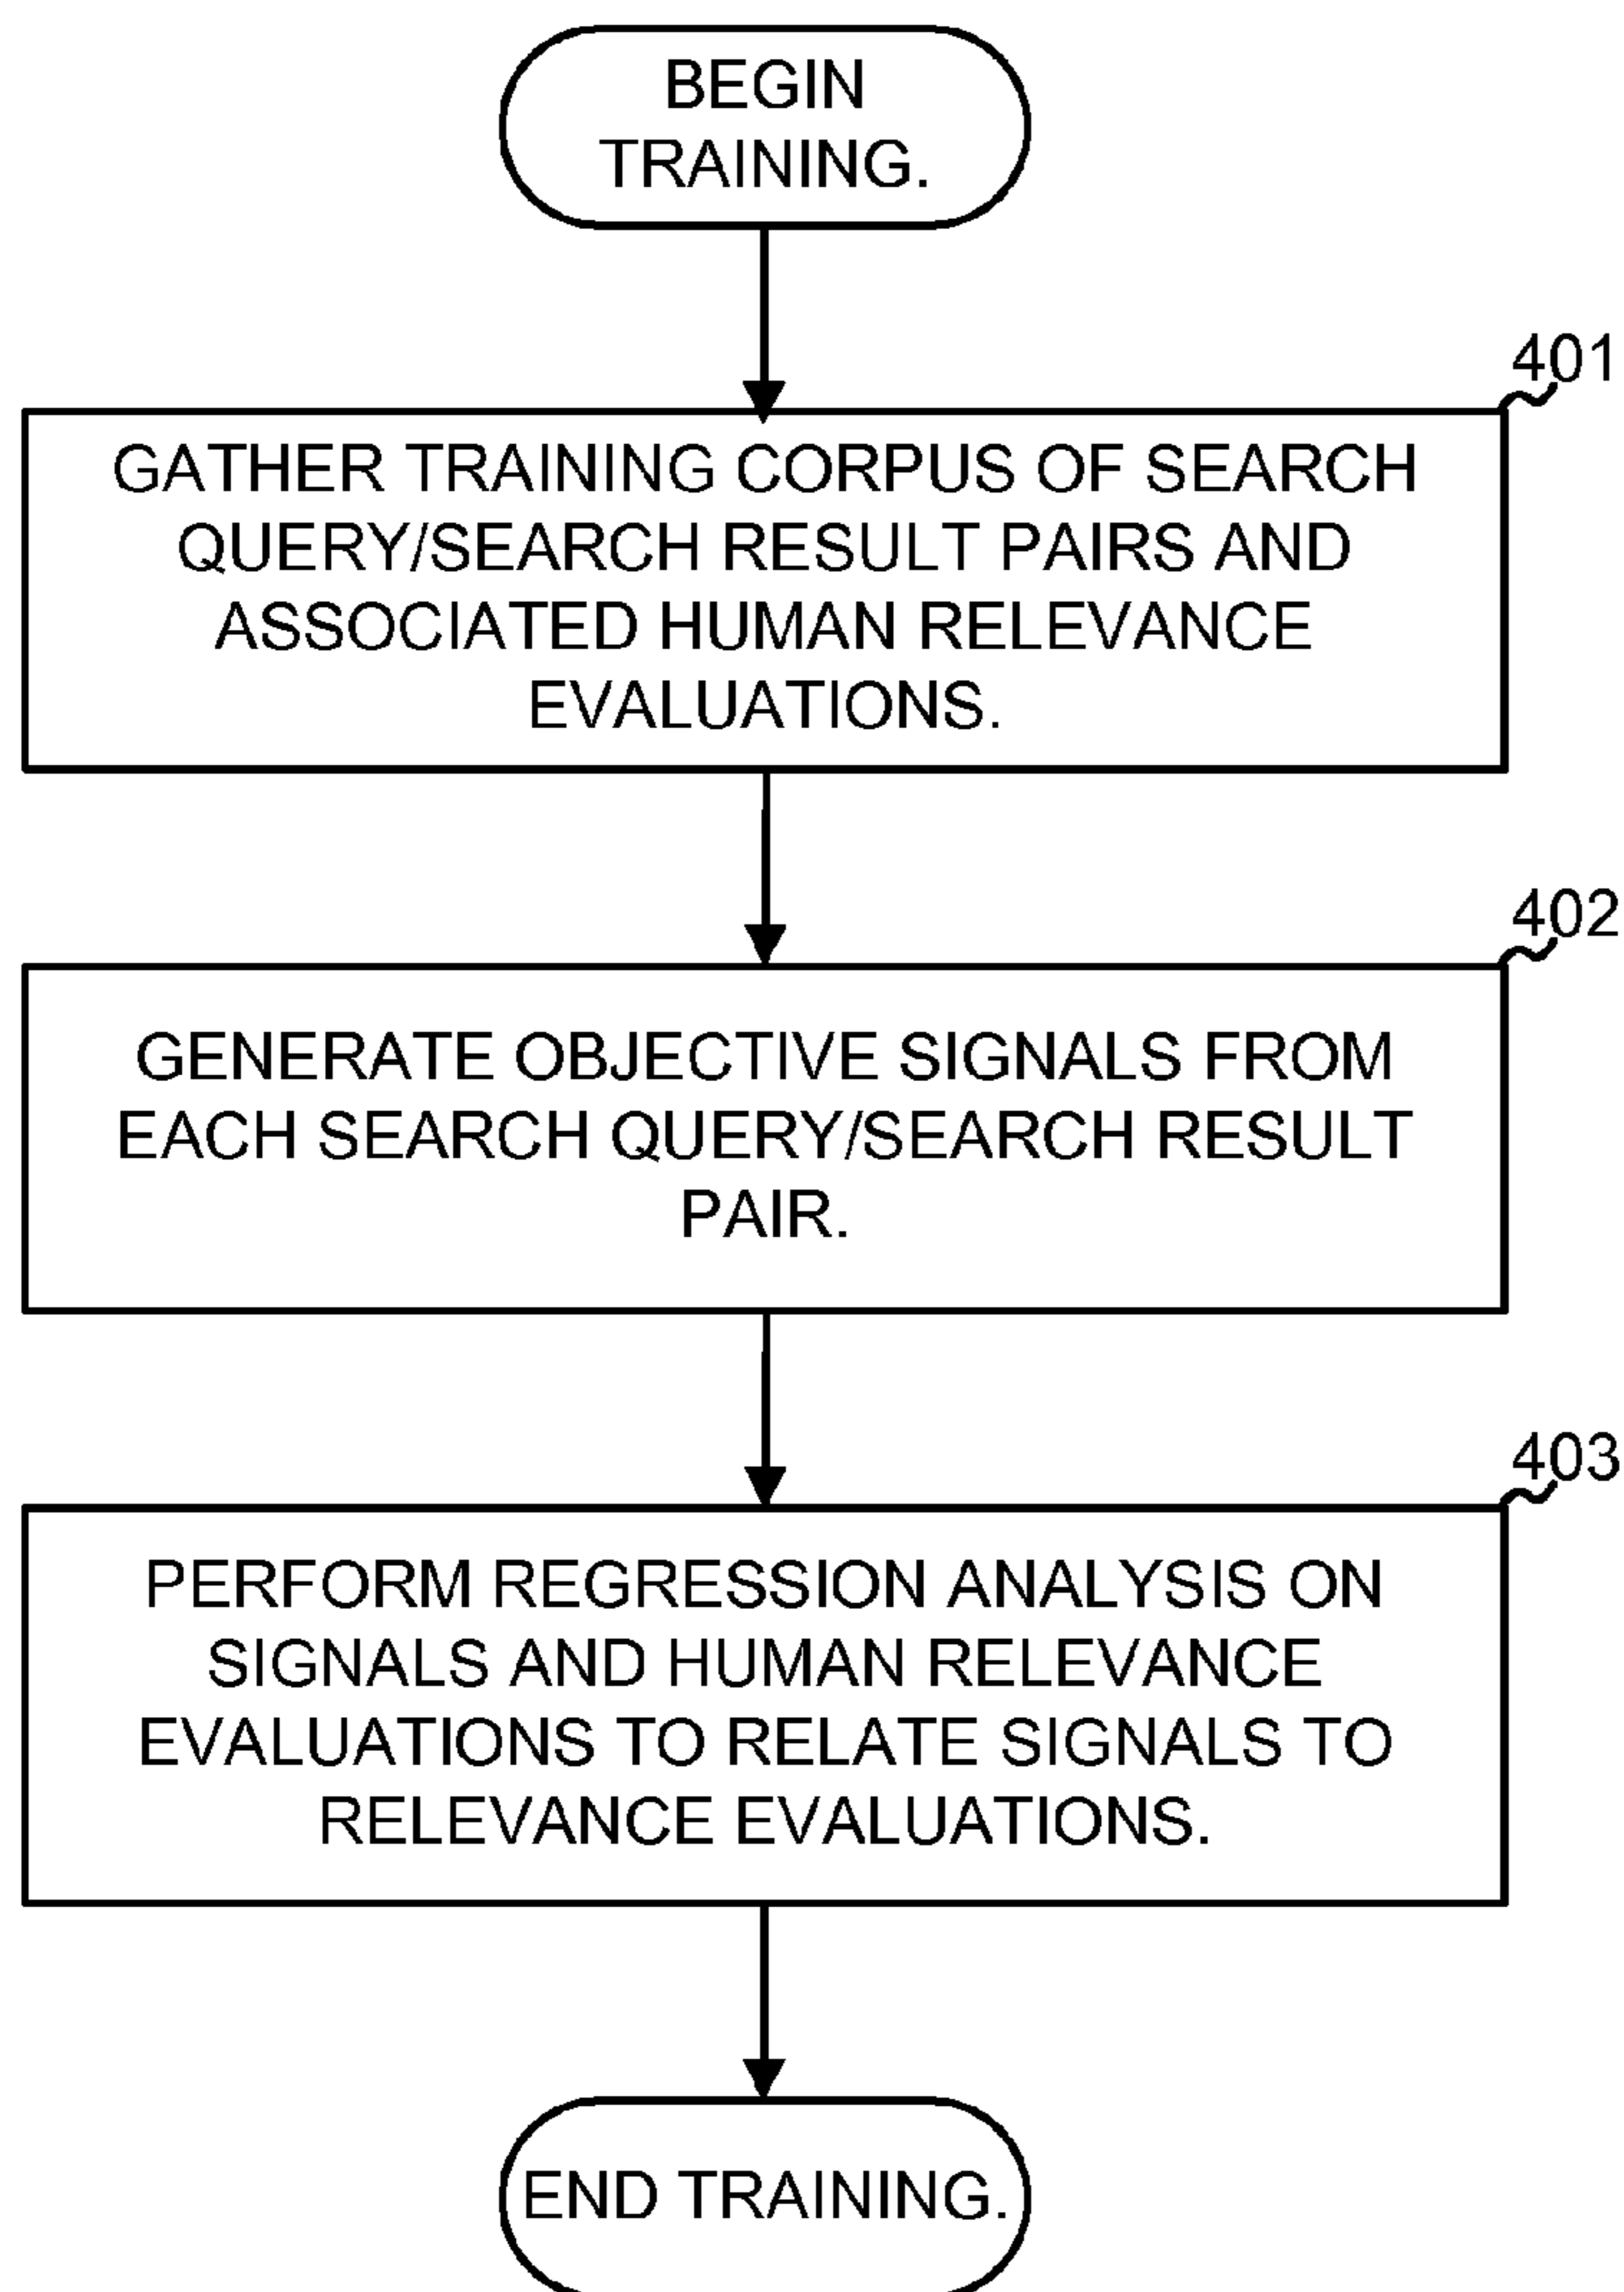 BEGIN
TRAINING.
401
GATHER TRAINING CORPUS OF SEARCH
QUERY/SEARCH RESULT PAIRS AND
ASSOCIATED HUMAN RELEVANCE
EVALUATIONS.
402
GENERATE OBJECTIVE SIGNALS FROM
EACH SEARCH QUERY/SEARCH RESULT
PAIR.
403
PERFORM REGRESSION ANALYSIS ON
SIGNALS AND HUMAN RELEVANCE
EVALUATIONS TO RELATE SIGNALS TO
RELEVANCE EVALUATIONS.
END TRAINING.